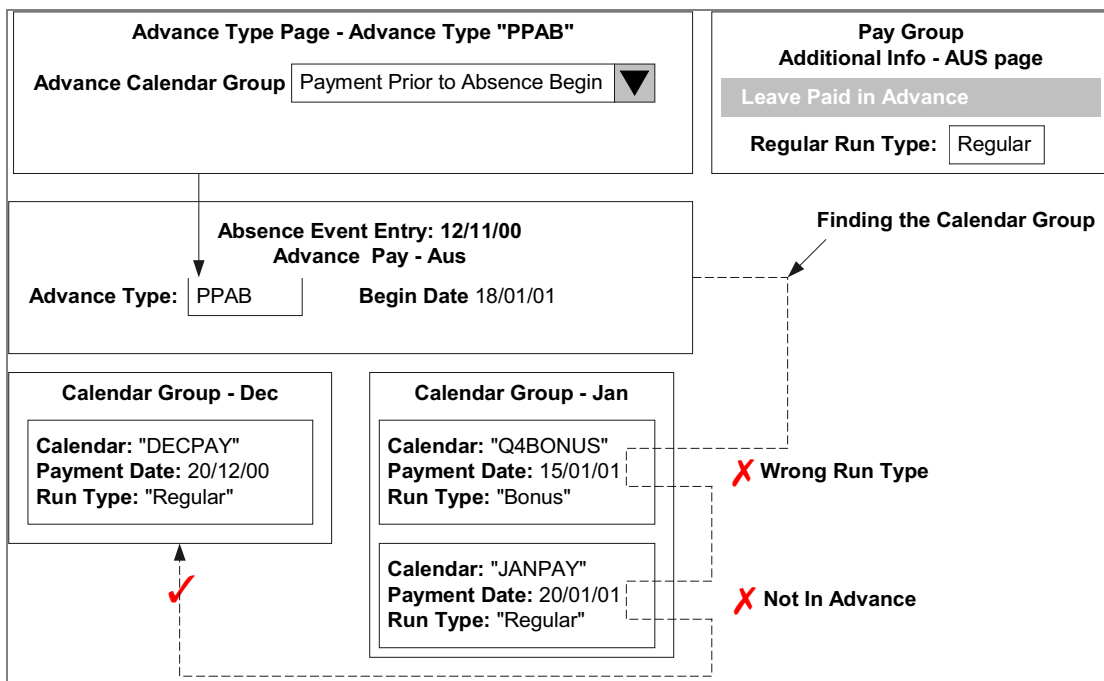 Advance Type Page - Advance Type "PPAB"
Advance Calendar Group
Payment Prior to Absence Begin
Pay Group
Additional Info - AUS page
Leave Paid in Advance
Regular Run Type:
Regular
Absence Event Entry: 12/11/00
Advance Pay - Aus
Advance Type:
PPAB
Begin Date 18/01/01
Finding the Calendar Group
Calendar Group - Dec
Calendar: "DECPAY"
Payment Date: 20/12/00
Run Type: "Regular"
Calendar Group - Jan
Calendar: "Q4BONUS"
Payment Date: 15/01/01
Run Type: "Bonus"
Wrong Run Type
Calendar: "JANPAY"
Payment Date: 20/01/01
Run Type: "Regular"
Not In Advance